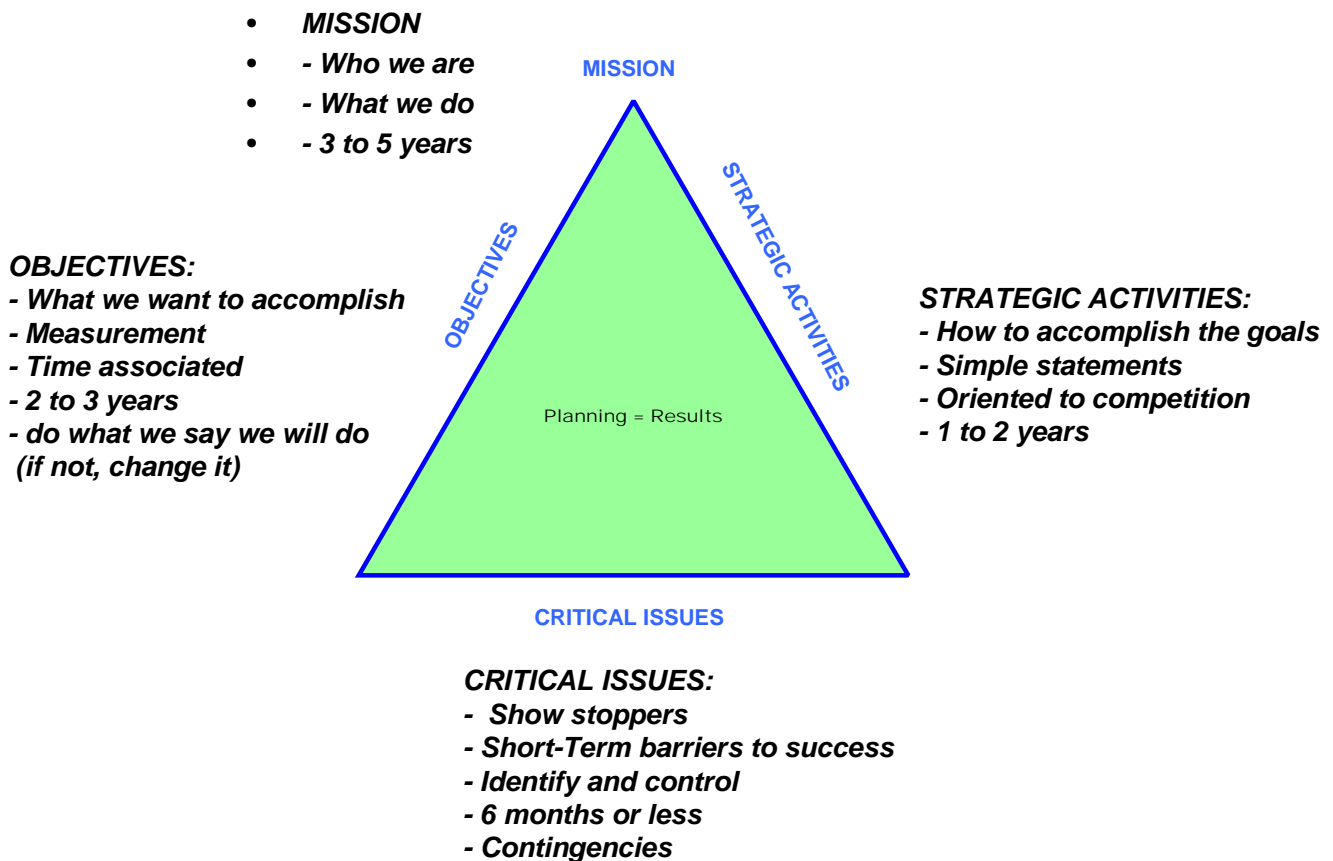 • MISSION
• - Who we are
• - What we do
• - 3 to 5 years
MISSION
OBJECTIVES
STRATEGIC ACTIVITIES
OBJECTIVES:
- What we want to accomplish
- Measurement
- Time associated
- 2 to 3 years
- do what we say we will do
(if not, change it)
Planning = Results
STRATEGIC ACTIVITIES:
- How to accomplish the goals
- Simple statements
- Oriented to competition
- 1 to 2 years
CRITICAL ISSUES
CRITICAL ISSUES:
- Show stoppers
- Short-Term barriers to success
- Identify and control
- 6 months or less
- Contingencies